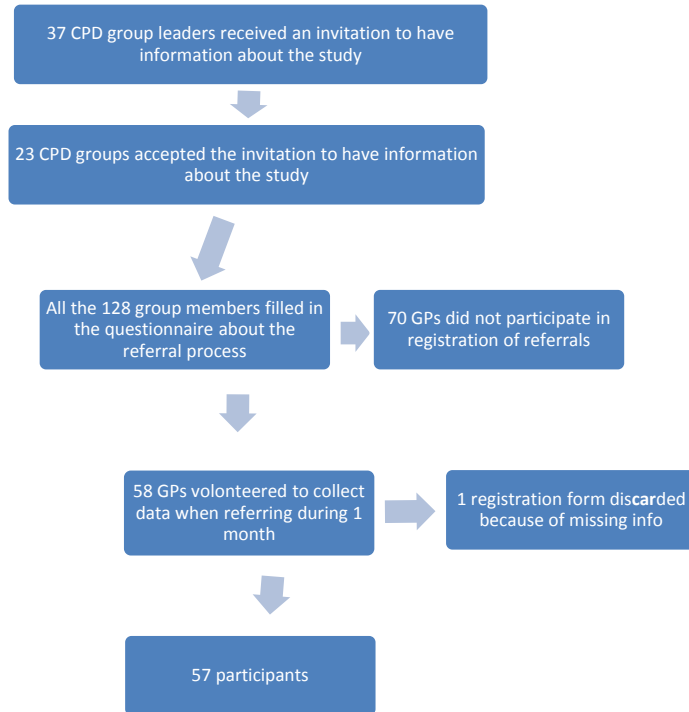 37 CPD group leaders received an invitation to have
information about the study
23 CPD groups accepted the invitation to have information
about the study
All the 128 group members filled in
the questionnaire about the
referral process
70 GPs did not participate in
registration of referrals
58 GPs volunteered to collect
data when referring during 1
month
1 registration form discarded
because of missing info
57 participants